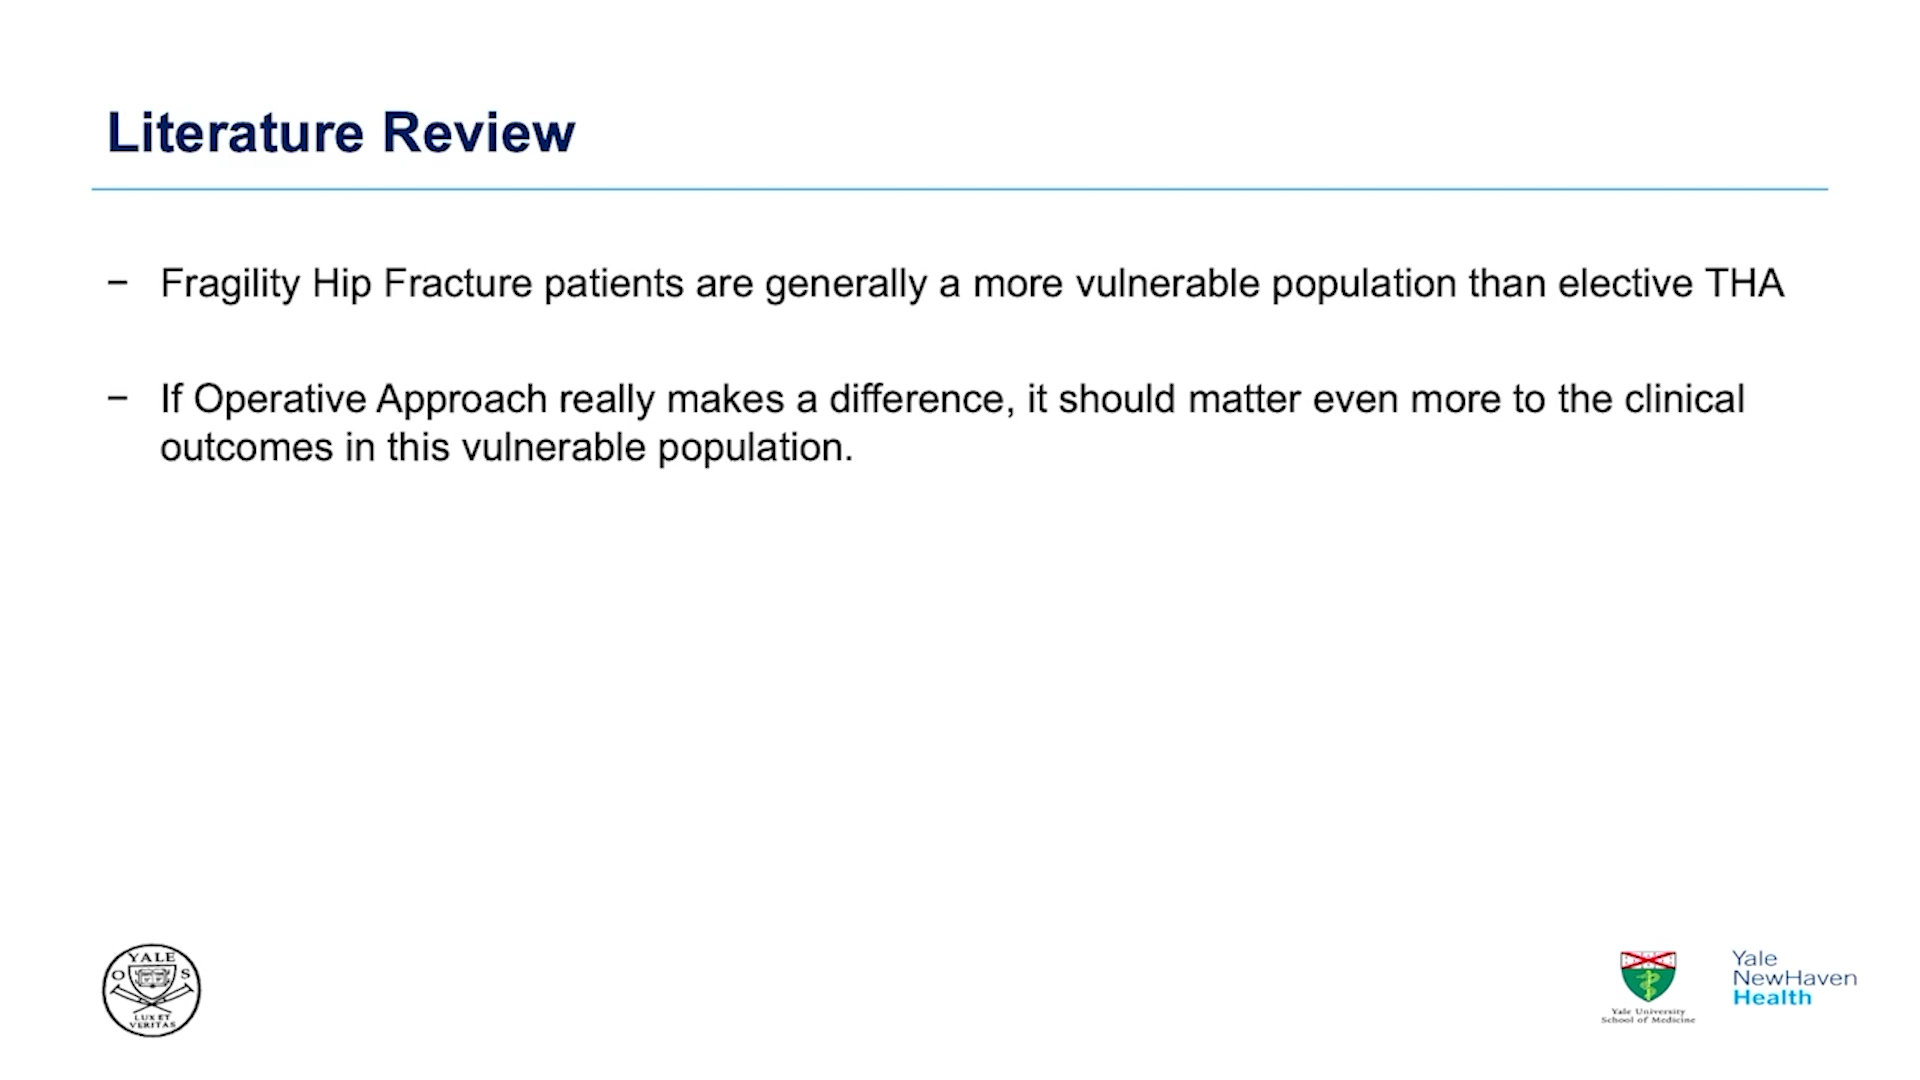 Literature Review
− Fragility Hip Fracture patients are generally a more vulnerable population than elective THA
− If Operative Approach really makes a difference, it should matter even more to the clinical
outcomes in this vulnerable population.
YALE
O S
LUX ET
VERITAS
Yale University
School of Medicine
Yale
NewHaven
Health